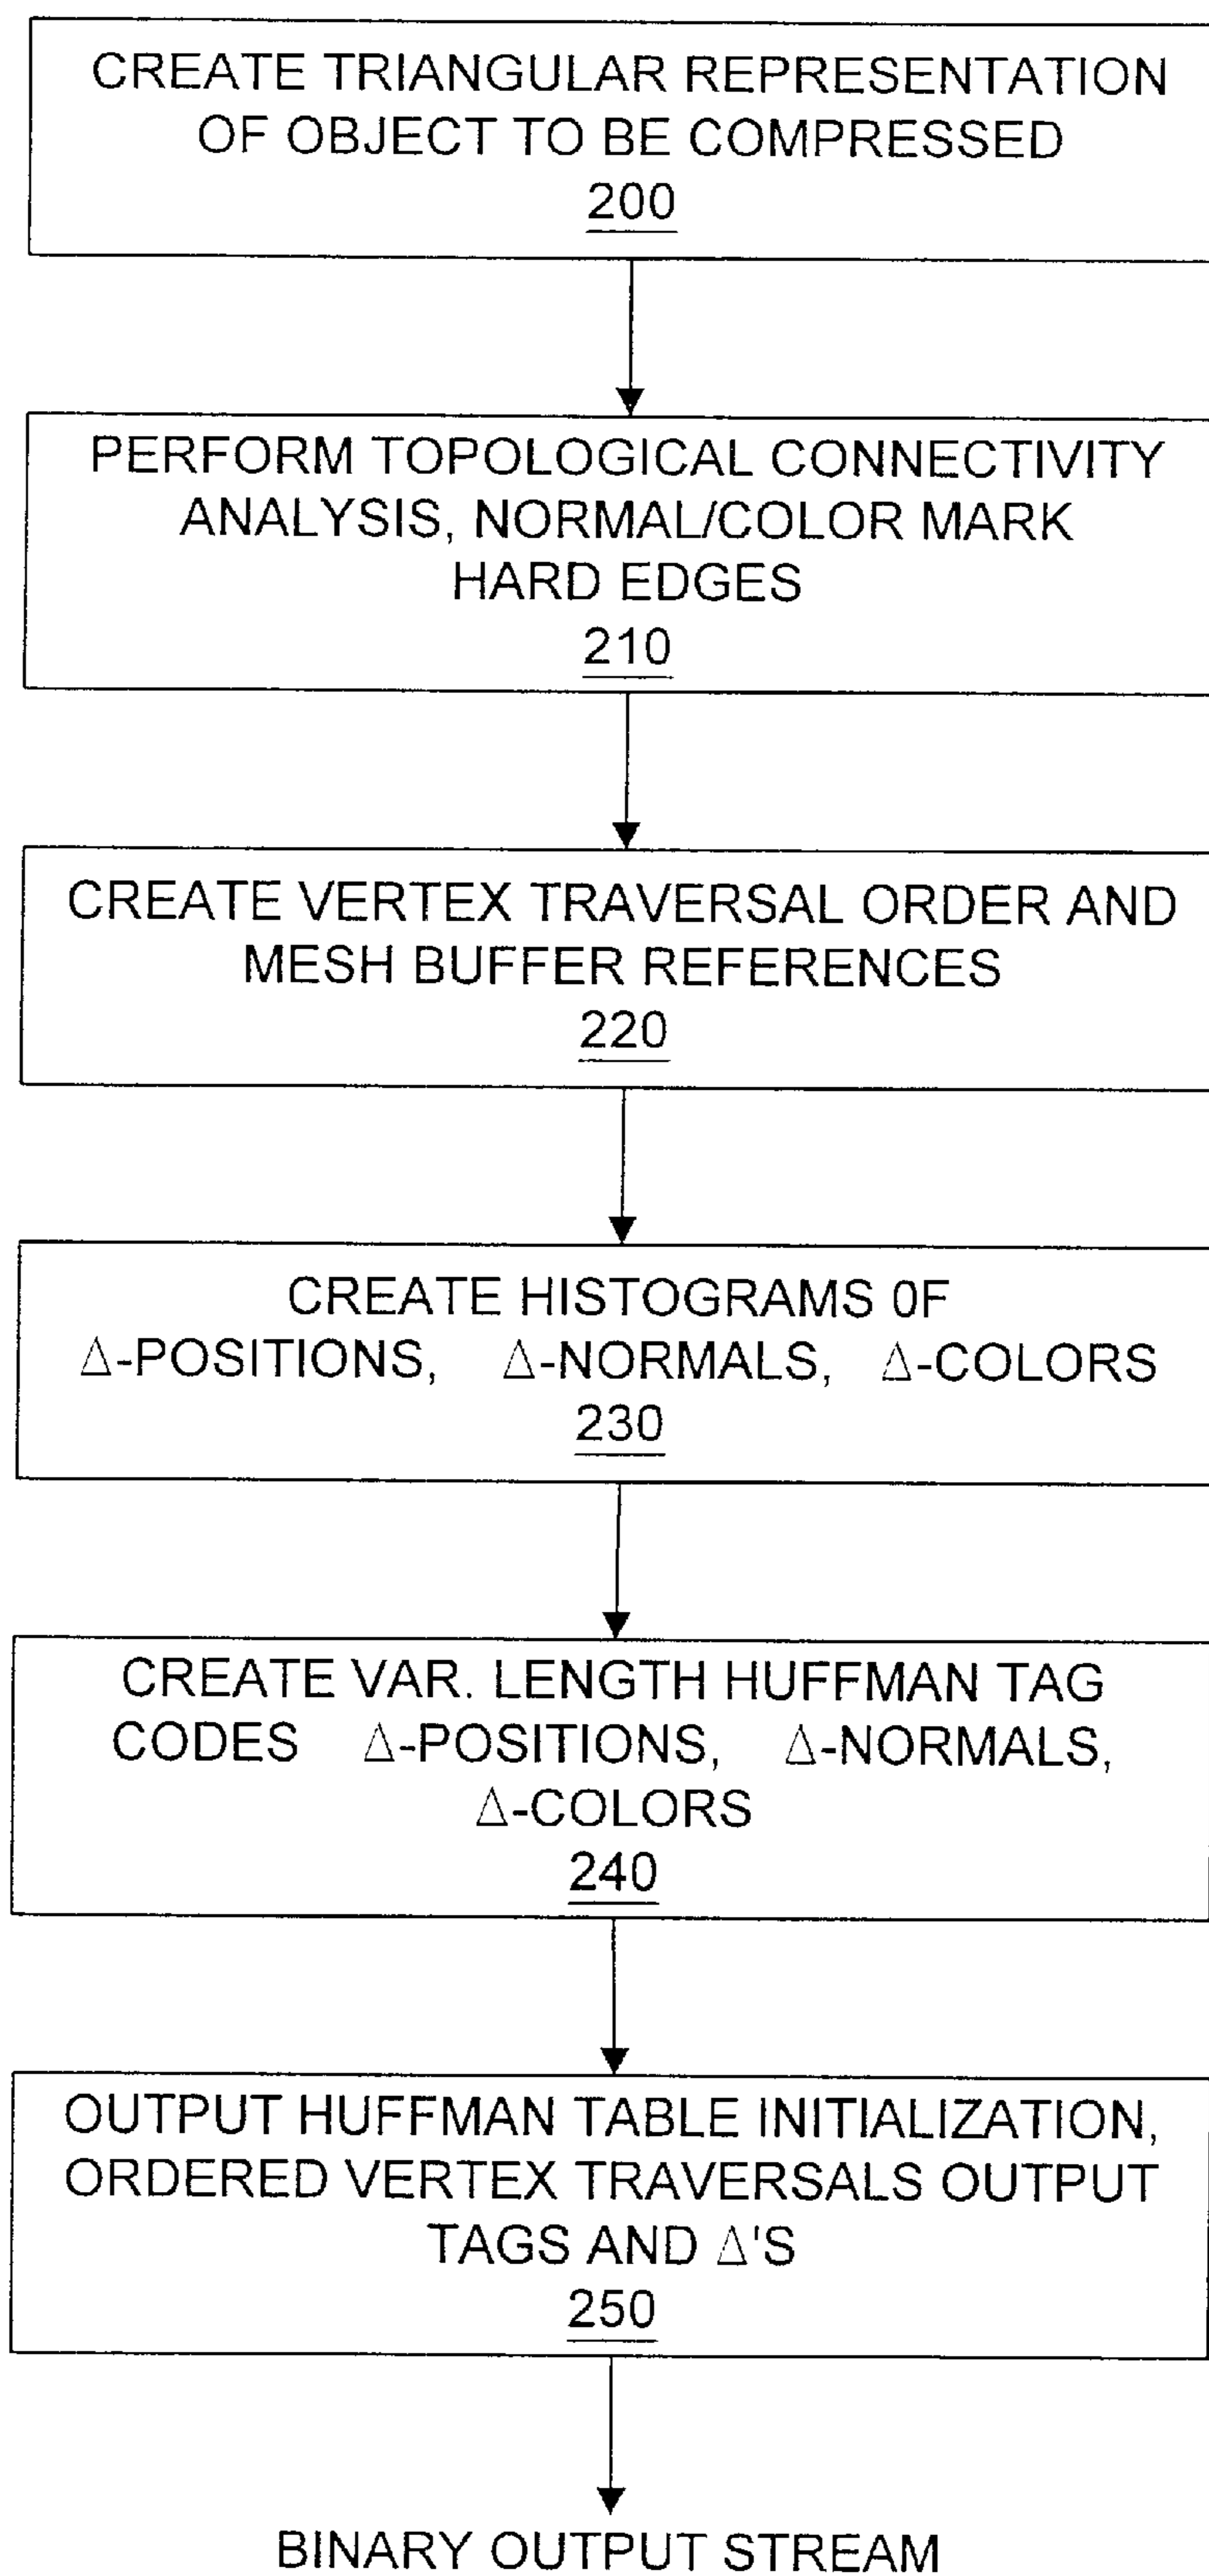 CREATE TRIANGULAR REPRESENTATION
OF OBJECT TO BE COMPRESSED
200
PERFORM TOPOLOGICAL CONNECTIVITY
ANALYSIS, NORMAL/COLOR MARK
HARD EDGES
210
CREATE VERTEX TRAVERSAL ORDER AND
MESH BUFFER REFERENCES
220
CREATE HISTOGRAMS 0F
Δ-POSITIONS, Δ-NORMALS, Δ-COLORS
230
CREATE VAR. LENGTH HUFFMAN TAG
CODES Δ-POSITIONS, Δ-NORMALS,
Δ-COLORS
240
OUTPUT HUFFMAN TABLE INITIALIZATION,
ORDERED VERTEX TRAVERSALS OUTPUT
TAGS AND Δ'S
250
BINARY OUTPUT STREAM